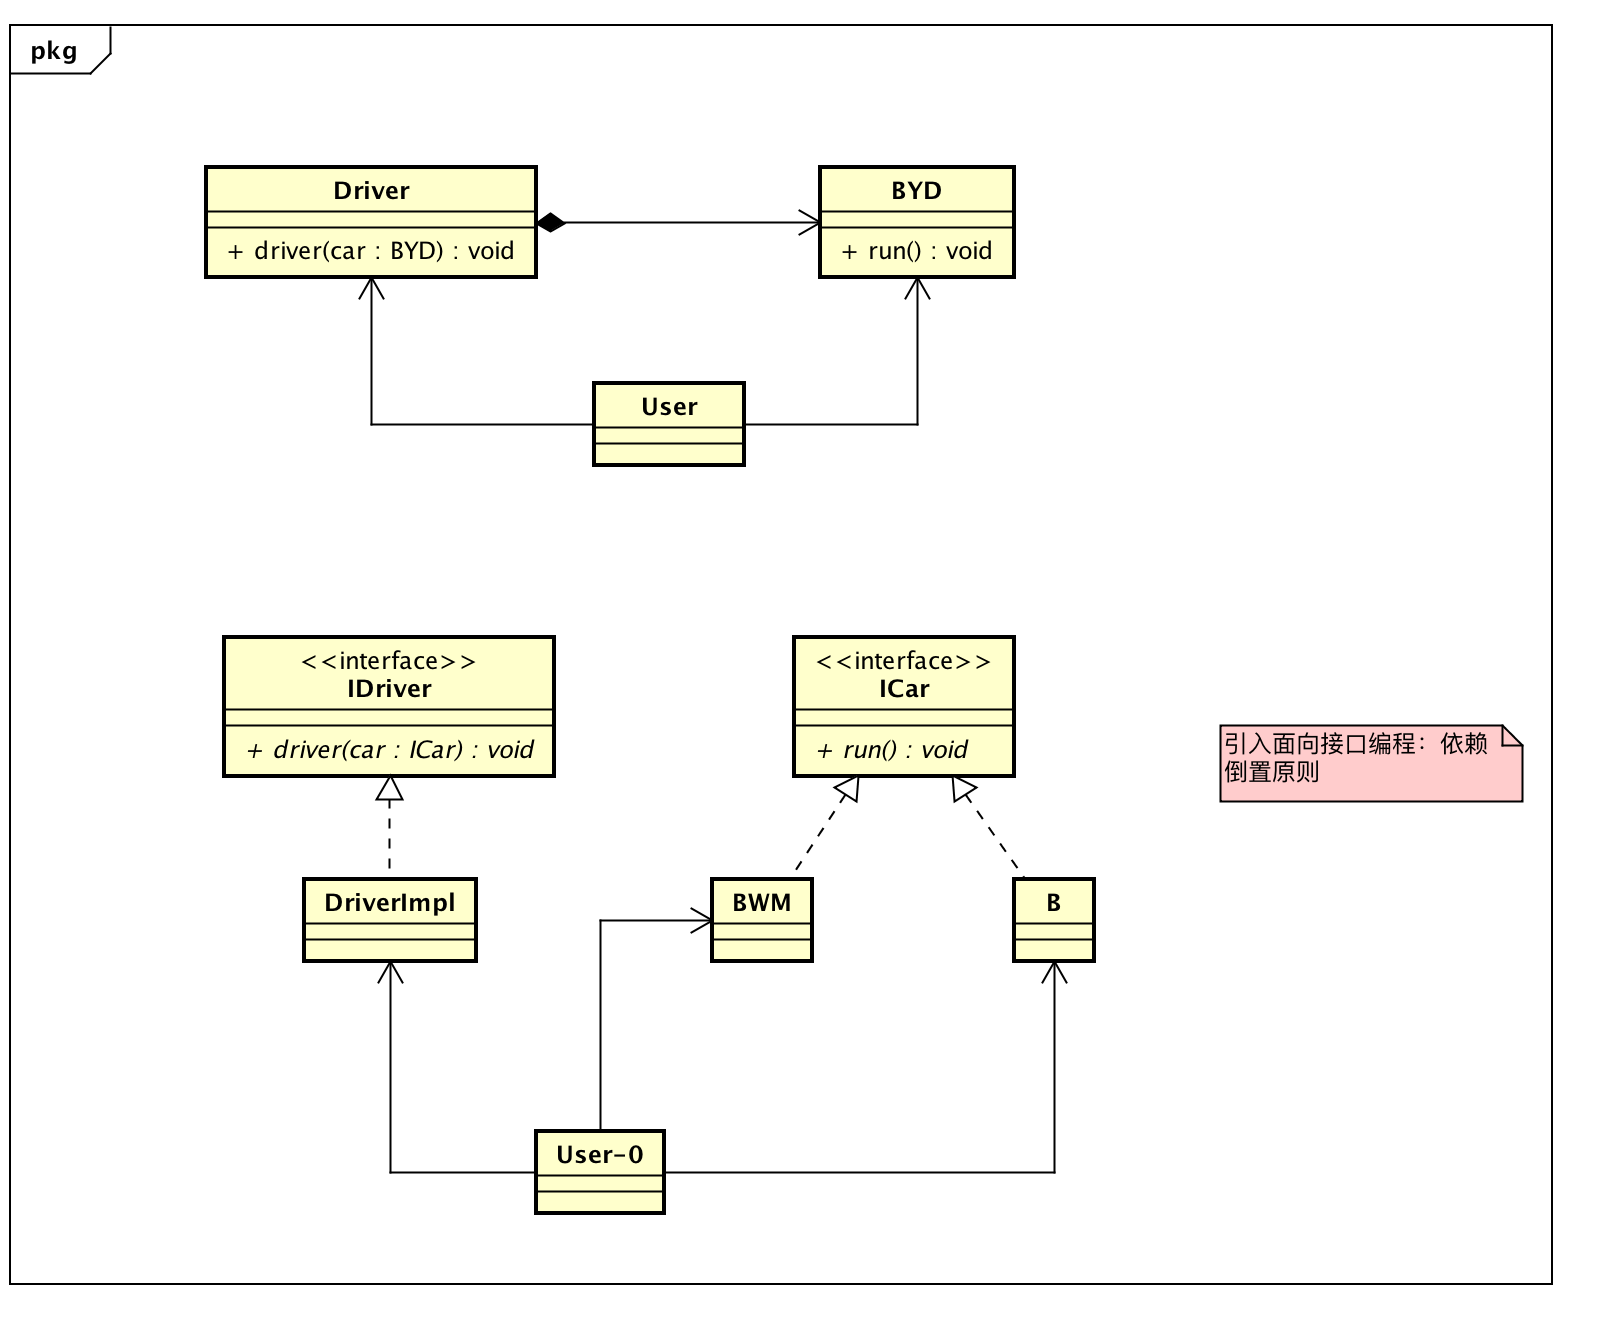 pkg
Driver
+ driver(car : BYD) : void
BYD
+ run() : void
User
<<interface>>
IDriver
+ driver(car : ICar) : void
<<interface>>
ICar
+ run() : void
引入面向接口编程：依赖
倒置原则
DriverImpl
BWM
B
User-0